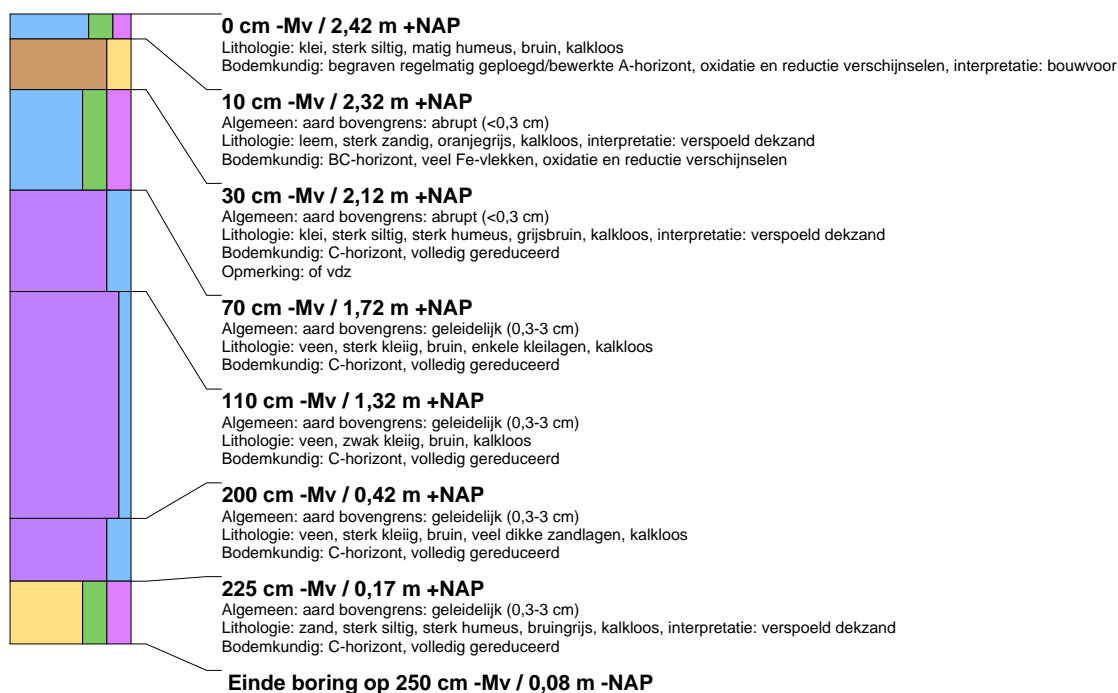 0 cm -Mv / 2,42 m +NAP
Lithologie: klei, sterk siltig, matig humeus, bruin, kalkloos
Bodemkundig: begraven regelmatig geploegd/bewerkte A-horizont, oxidatie en reductie verschijnselen, interpretatie: bouwvoor
10 cm -Mv / 2,32 m +NAP
Algemeen: aard bovengrens: abrupt (<0,3 cm)
Lithologie: leem, sterk zandig, oranjegrijs, kalkloos, interpretatie: verspoeld dekzand
Bodemkundig: BC-horizont, veel Fe-vlekken, oxidatie en reductie verschijnselen
30 cm -Mv / 2,12 m +NAP
Algemeen: aard bovengrens: abrupt (<0,3 cm)
Lithologie: klei, sterk siltig, sterk humeus, grijsbruin, kalkloos, interpretatie: verspoeld dekzand
Bodemkundig: C-horizont, volledig gereduceerd
Opmerking: of vdz
70 cm -Mv / 1,72 m +NAP
Algemeen: aard bovengrens: geleidelijk (0,3-3 cm)
Lithologie: veen, sterk kleiig, bruin, enkele kleilagen, kalkloos
Bodemkundig: C-horizont, volledig gereduceerd
110 cm -Mv / 1,32 m +NAP
Algemeen: aard bovengrens: geleidelijk (0,3-3 cm)
Lithologie: veen, zwak kleiig, bruin, kalkloos
Bodemkundig: C-horizont, volledig gereduceerd
200 cm -Mv / 0,42 m +NAP
Algemeen: aard bovengrens: geleidelijk (0,3-3 cm)
Lithologie: veen, sterk kleiig, bruin, veel dikke zandlagen, kalkloos
Bodemkundig: C-horizont, volledig gereduceerd
225 cm -Mv / 0,17 m +NAP
Algemeen: aard bovengrens: geleidelijk (0,3-3 cm)
Lithologie: zand, sterk siltig, sterk humeus, bruingrijs, kalkloos, interpretatie: verspoeld dekzand
Bodemkundig: C-horizont, volledig gereduceerd
Einde boring op 250 cm -Mv / 0,08 m -NAP